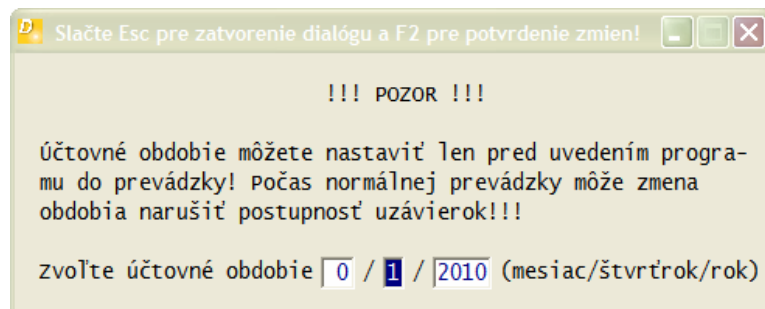 Slačte Esc pre zatvorenie dialógu a F2 pre potvrdenie zmien!
!!! POZOR !!!
Účtovné obdobie môžete nastaviť len pred uvedením progra-
mu do prevádzky! Počas normálnej prevádzky môže zmena
obdobia narušiť postupnosť uzávierok!!!
Zvoľte účtovné obdobie 0 / 1 / 2010 (mesiac/štvrťrok/rok)